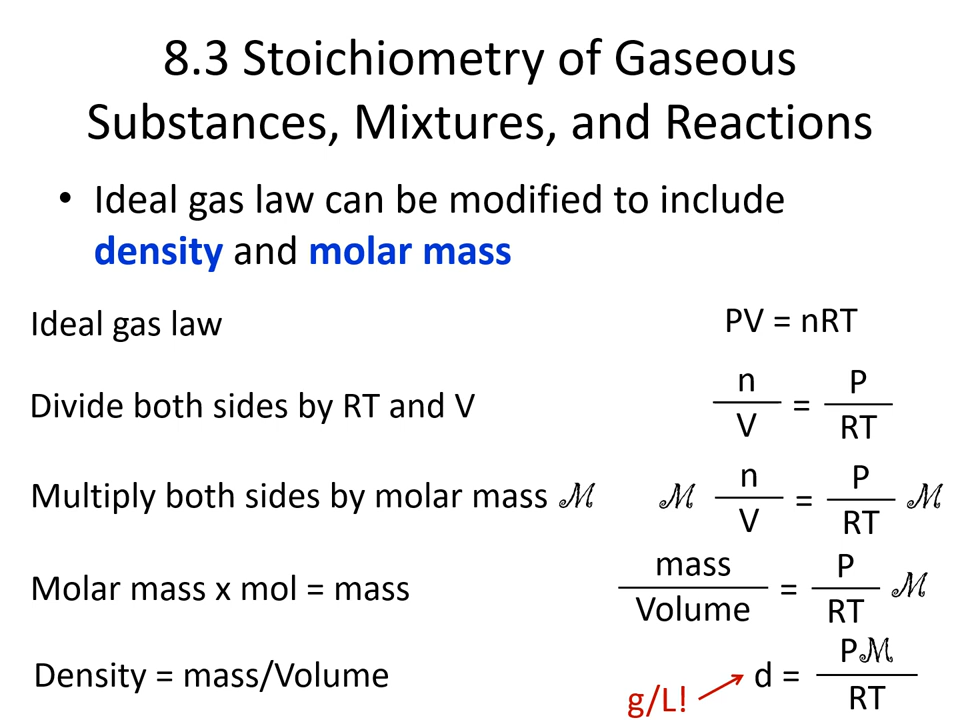 8.3 Stoichiometry of Gaseous
Substances, Mixtures, and Reactions
• Ideal gas law can be modified to include
density and molar mass
Ideal gas law PV = nRT
Divide both sides by RT and V n/V = P/RT
Multiply both sides by molar mass ℳ ℳ n/V = P/RT ℳ
Molar mass x mol = mass mass/Volume = P/RT ℳ
Density = mass/Volume g/L! d = Pℳ/RT